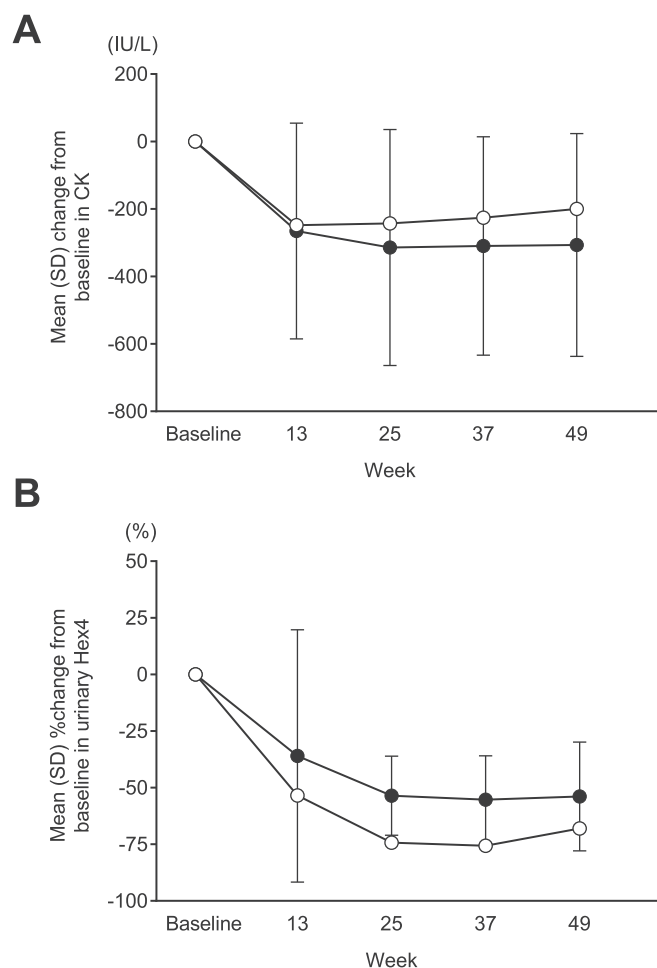 A
(IU/L)
Mean (SD) change from
baseline in CK
200
0
-200
-400
-600
-800
Baseline 13 25 37 49
Week
B
(%)
Mean (SD) %change from
baseline in urinary Hex4
50
25
0
-25
-50
-75
-100
Baseline 13 25 37 49
Week